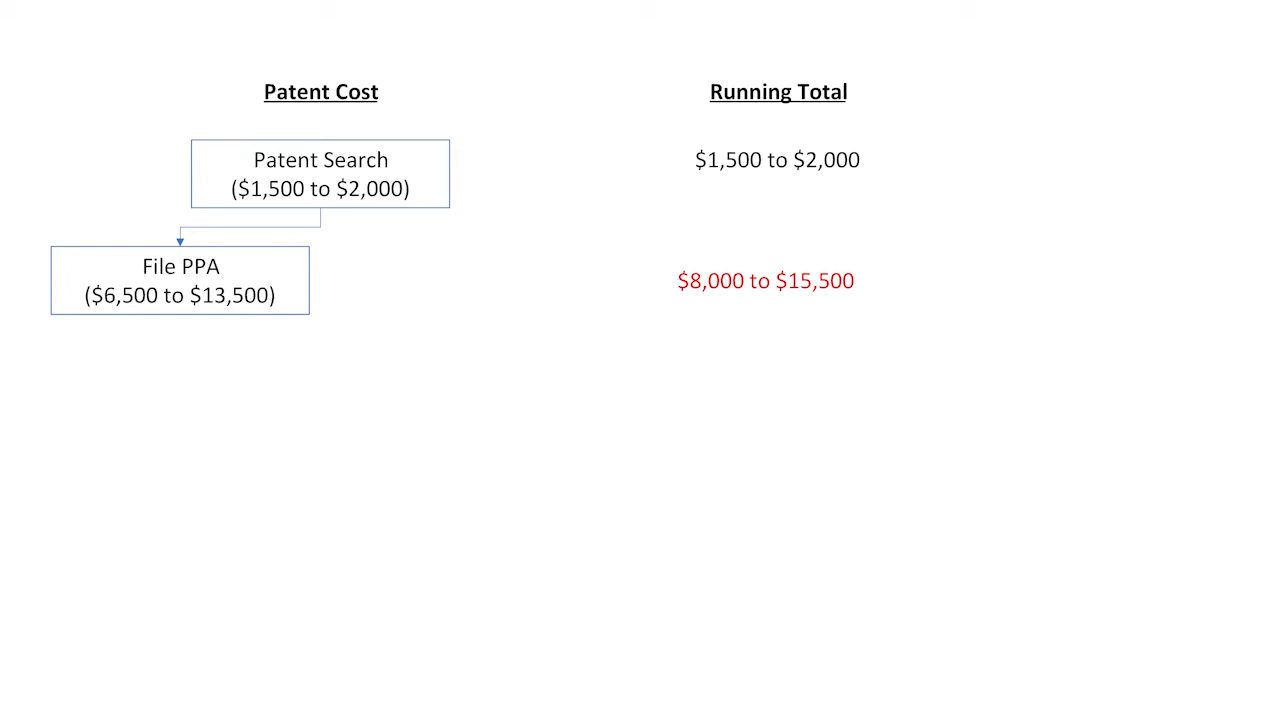 Patent Cost
Running Total
Patent Search
($1,500 to $2,000)
$1,500 to $2,000
File PPA
($6,500 to $13,500)
$8,000 to $15,500